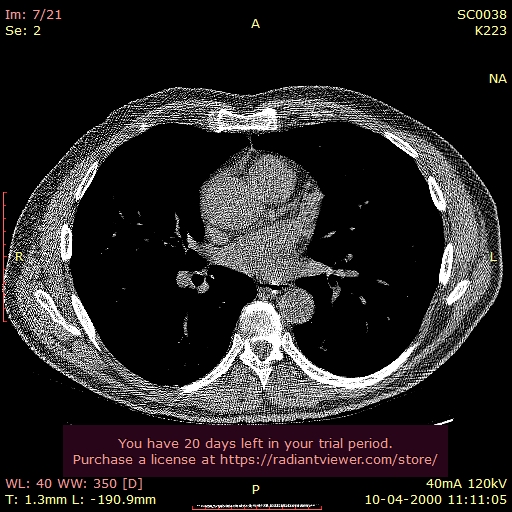 Im: 7/21
Se: 2
A
SC0038
K223
NA
R
L
You have 20 days left in your trial period.
Purchase a license at https://radiantviewer.com/store/
WL: 40 WW: 350 [D]
T: 1.3mm L: -190.9mm
P
40mA 120kV
10-04-2000 11:11:05